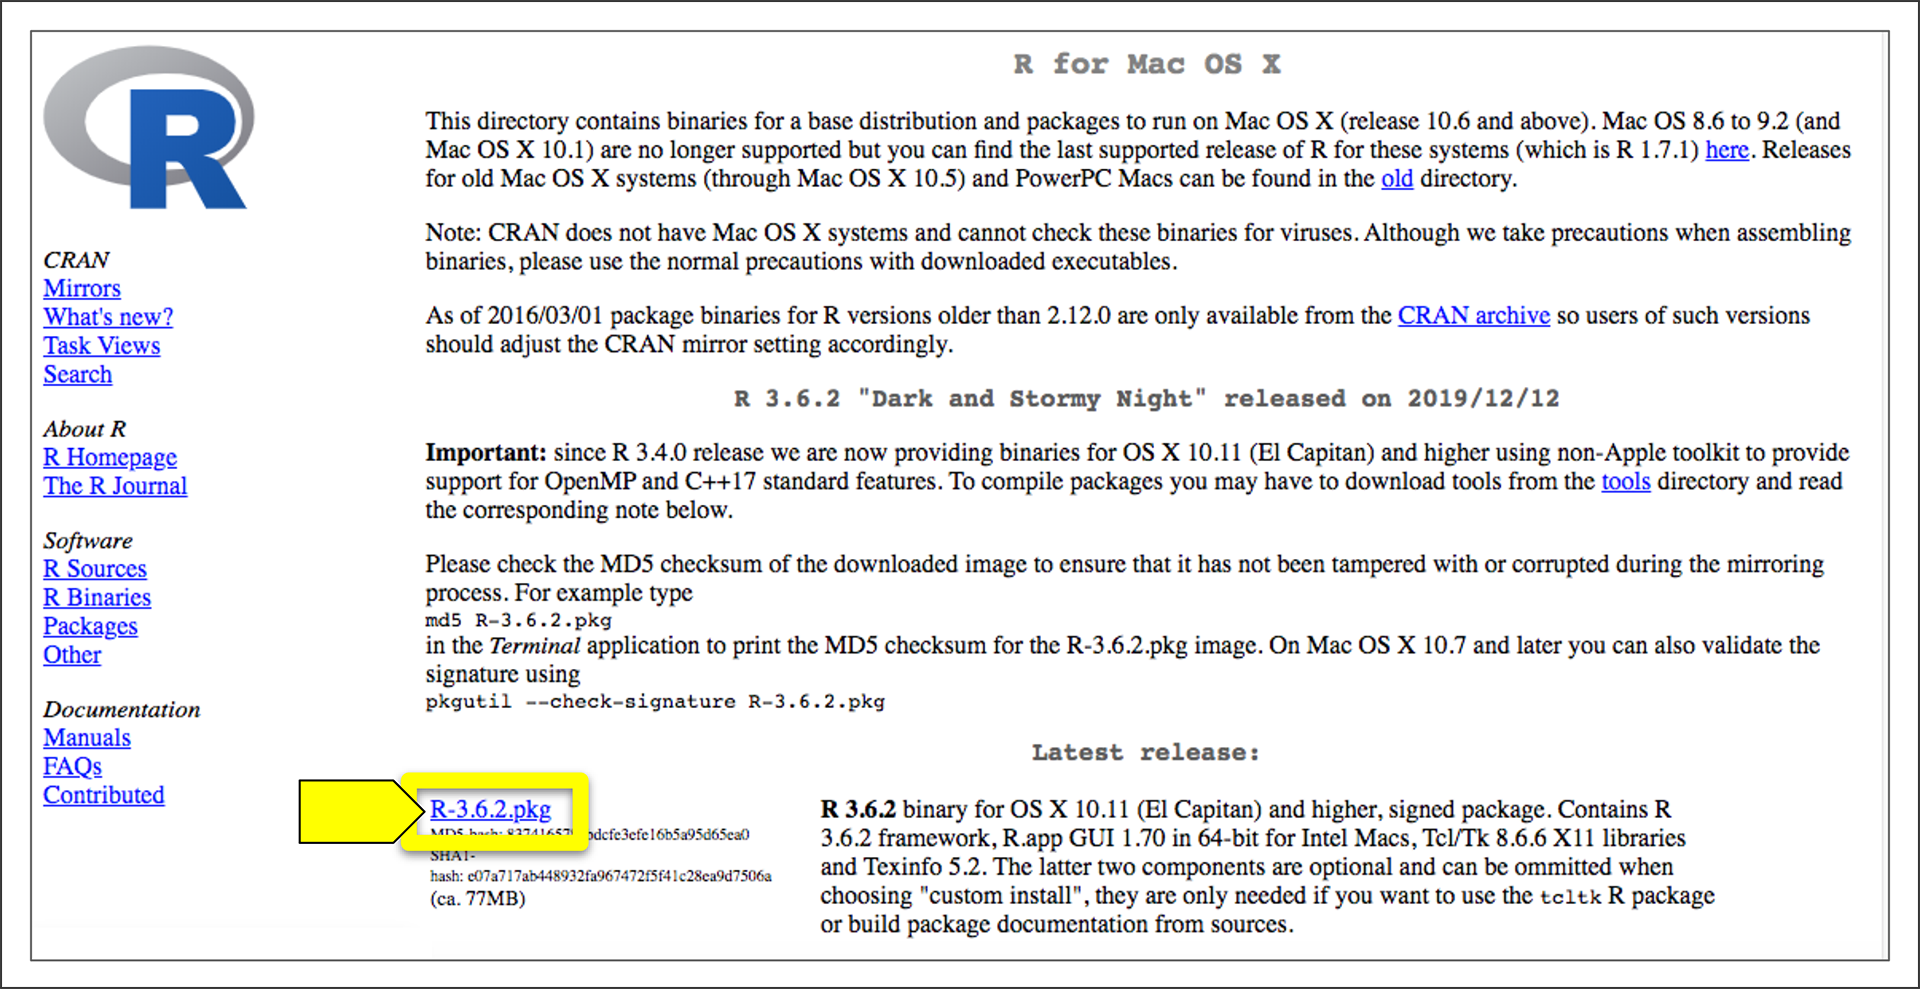 R
R for Mac OS X
This directory contains binaries for a base distribution and packages to run on Mac OS X (release 10.6 and above). Mac OS 8.6 to 9.2 (and
Mac OS X 10.1) are no longer supported but you can find the last supported release of R for these systems (which is R 1.7.1) here. Releases
for old Mac OS X systems (through Mac OS X 10.5) and PowerPC Macs can be found in the old directory.
Note: CRAN does not have Mac OS X systems and cannot check these binaries for viruses. Although we take precautions when assembling
binaries, please use the normal precautions with downloaded executables.
As of 2016/03/01 package binaries for R versions older than 2.12.0 are only available from the CRAN archive so users of such versions
should adjust the CRAN mirror setting accordingly.
R 3.6.2 "Dark and Stormy Night" released on 2019/12/12
Important: since R 3.4.0 release we are now providing binaries for OS X 10.11 (El Capitan) and higher using non-Apple toolkit to provide
support for OpenMP and C++17 standard features. To compile packages you may have to download tools from the tools directory and read
the corresponding note below.
Please check the MD5 checksum of the downloaded image to ensure that it has not been tampered with or corrupted during the mirroring
process. For example type
md5 R-3.6.2.pkg
in the Terminal application to print the MD5 checksum for the R-3.6.2.pkg image. On Mac OS X 10.7 and later you can also validate the
signature using
pkgutil --check-signature R-3.6.2.pkg
Latest release:
R-3.6.2.pkg
MD5-hash:
SHA1-
hash: e07a717ab448932fa967472f5f41c28ea9d7506a
(ca. 77MB)
R 3.6.2 binary for OS X 10.11 (El Capitan) and higher, signed package. Contains R
3.6.2 framework, R.app GUI 1.70 in 64-bit for Intel Macs, Tcl/Tk 8.6.6 X11 libraries
and Texinfo 5.2. The latter two components are optional and can be ommitted when
choosing "custom install", they are only needed if you want to use the tcltk R package
or build package documentation from sources.
CRAN
Mirrors
What's new?
Task Views
Search
About R
R Homepage
The R Journal
Software
R Sources
R Binaries
Packages
Other
Documentation
Manuals
FAQs
Contributed